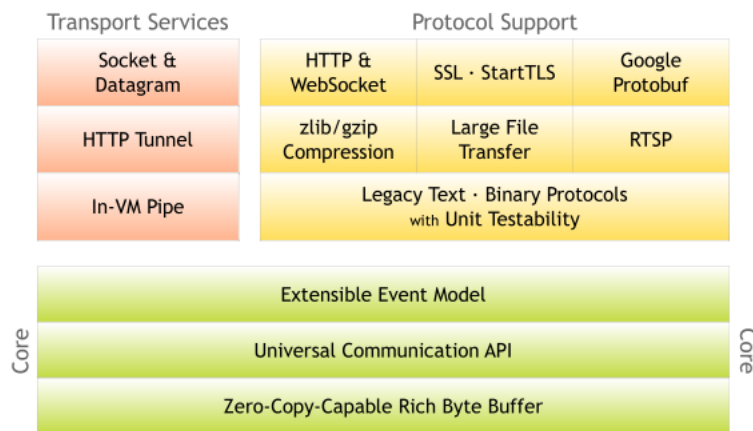 Transport Services
Socket &
Datagram
HTTP Tunnel
In-VM Pipe
Protocol Support
HTTP &
WebSocket
SSL · StartTLS
Google
Protobuf
zlib/gzip
Compression
Large File
Transfer
RTSP
Legacy Text · Binary Protocols
with Unit Testability
Core
Extensible Event Model
Universal Communication API
Zero-Copy-Capable Rich Byte Buffer
Core